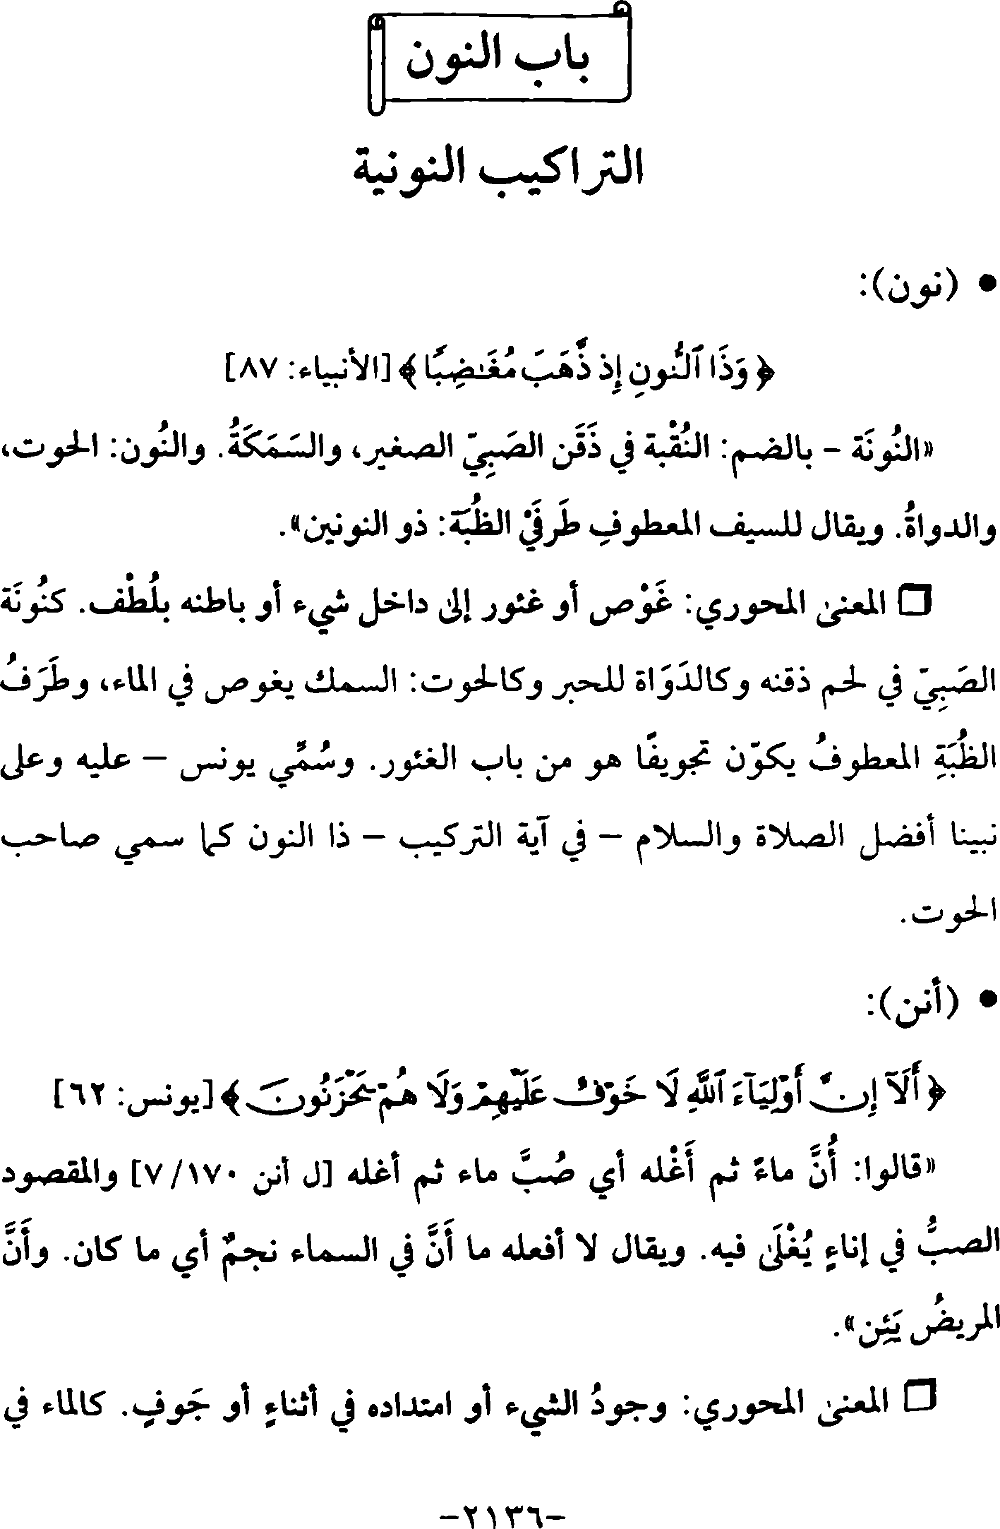 باب النون
التراكيب النونية
• (نون):
﴿ وَذَا ٱلنُّونِ إِذ ذَّهَبَ مُغَـٰضِبًا ﴾ [الأنبياء: ٨٧]
«النُونَة – بالضم: النُقْبة في ذَقَن الصَبِيّ الصغير، والسَمَكَةُ. والنُون: الحوت،
والدواةُ. ويقال للسيف المعطوفِ طَرفَيْ الظُبَة: ذو النونين».
❒ المعنى المحوري: غَوْص أو غئور إلى داخل شيء أو باطنه بلُطْف. كنُونَة
الصَبِيّ في لحم ذقنه وكالدَوَاة للحبر وكالحوت: السمك يغوص في الماء، وطَرَفُ
الظُبَةِ المعطوفُ يكوّن تجويفًا هو من باب الغئور. وسُمِّي يونس – عليه وعلى
نبينا أفضل الصلاة والسلام – في آية التركيب – ذا النون كما سمي صاحب
الحوت.
• (أنن):
﴿ أَلَآ إِنَّ أَوْلِيَآءَ ٱللَّهِ لَا خَوْفٌ عَلَيْهِمْ وَلَا هُمْ يَحْزَنُونَ ﴾ [يونس: ٦٢]
«قالوا: أُنَّ ماءً ثم أَغْله أي صُبَّ ماء ثم أغله [ل أنن ٧/١٧٠] والمقصود
الصبُّ في إناءٍ يُغْلَى فيه. ويقال لا أفعله ما أَنَّ في السماء نجمٌ أي ما كان. وأَنَّ
المريضُ يَئِن».
❒ المعنى المحوري: وجودُ الشيء أو امتداده في أثناءٍ أو جَوفٍ. كالماء في
-٢١٣٦-